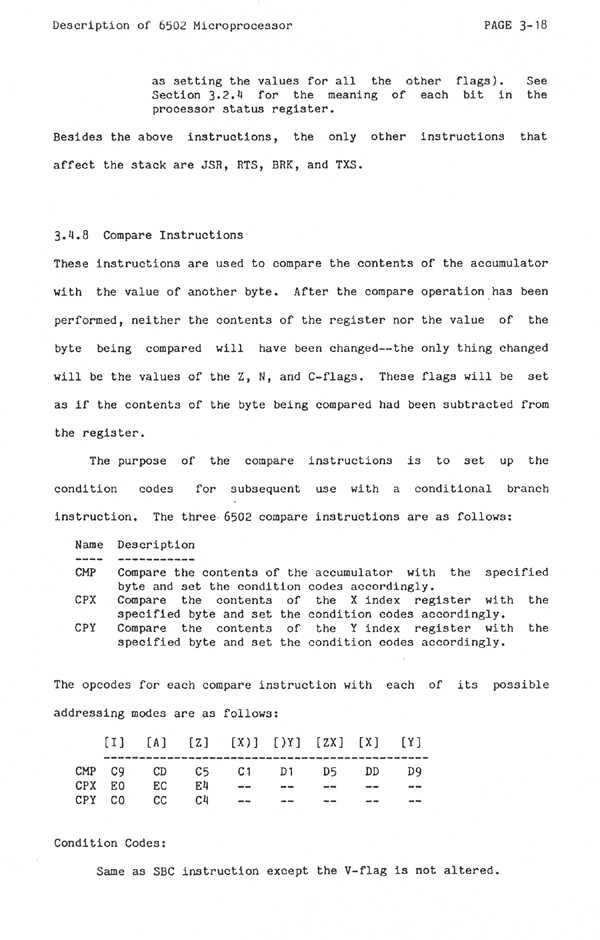 Description of 6502 Microprocessor PAGE 3-18
as setting the values for all the other flags). See
Section 3.2.4 for the meaning of each bit in the
processor status register.
Besides the above instructions, the only other instructions that
affect the stack are JSR, RTS, BRK, and TXS.
3.4.8 Compare Instructions
These instructions are used to compare the contents of the accumulator
with the value of another byte. After the compare operation has been
performed, neither the contents of the register nor the value of the
byte being compared will have been changed--the only thing changed
will be the values of the Z, N, and C-flags. These flags will be set
as if the contents of the byte being compared had been subtracted from
the register.
The purpose of the compare instructions is to set up the
condition codes for subsequent use with a conditional branch
instruction. The three 6502 compare instructions are as follows:
Name Description
---- -----------
CMP Compare the contents of the accumulator with the specified
byte and set the condition codes accordingly.
CPX Compare the contents of the X index register with the
specified byte and set the condition codes accordingly.
CPY Compare the contents of the Y index register with the
specified byte and set the condition codes accordingly.
The opcodes for each compare instruction with each of its possible
addressing modes are as follows:
[I] [A] [Z] [X)] [)Y] [ZX] [X] [Y]
----------------------------------------------
CMP C9 CD C5 C1 D1 D5 DD D9
CPX E0 EC E4 -- -- -- -- --
CPY C0 CC C4 -- -- -- -- --
Condition Codes:
Same as SBC instruction except the V-flag is not altered.